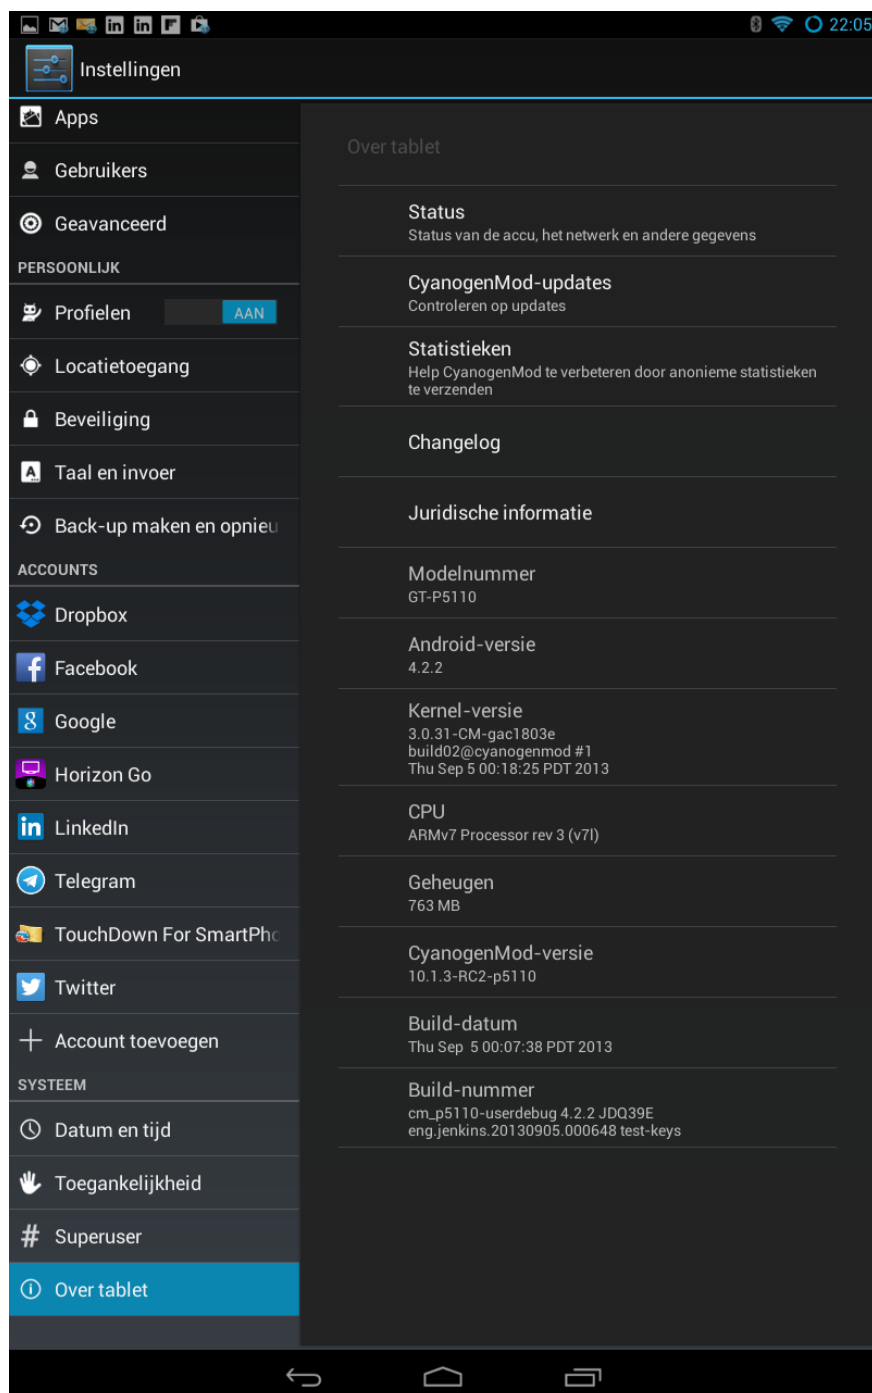 22:05
Instellingen
Apps
Gebruikers
Geavanceerd
PERSOONLIJK
Profielen AAN
Locatietoegang
Beveiliging
Taal en invoer
Back-up maken en opnieu
ACCOUNTS
Dropbox
Facebook
Google
Horizon Go
LinkedIn
Telegram
TouchDown For SmartPho
Twitter
Account toevoegen
SYSTEEM
Datum en tijd
Toegankelijkheid
Superuser
Over tablet
Over tablet
Status
Status van de accu, het netwerk en andere gegevens
CyanogenMod-updates
Controleren op updates
Statistieken
Help CyanogenMod te verbeteren door anonieme statistieken
te verzenden
Changelog
Juridische informatie
Modelnummer
GT-P5110
Android-versie
4.2.2
Kernel-versie
3.0.31-CM-gac1803e
build02@cyanogenmod #1
Thu Sep 5 00:18:25 PDT 2013
CPU
ARMv7 Processor rev 3 (v7l)
Geheugen
763 MB
CyanogenMod-versie
10.1.3-RC2-p5110
Build-datum
Thu Sep  5 00:07:38 PDT 2013
Build-nummer
cm_p5110-userdebug 4.2.2 JDQ39E
eng.jenkins.20130905.000648 test-keys